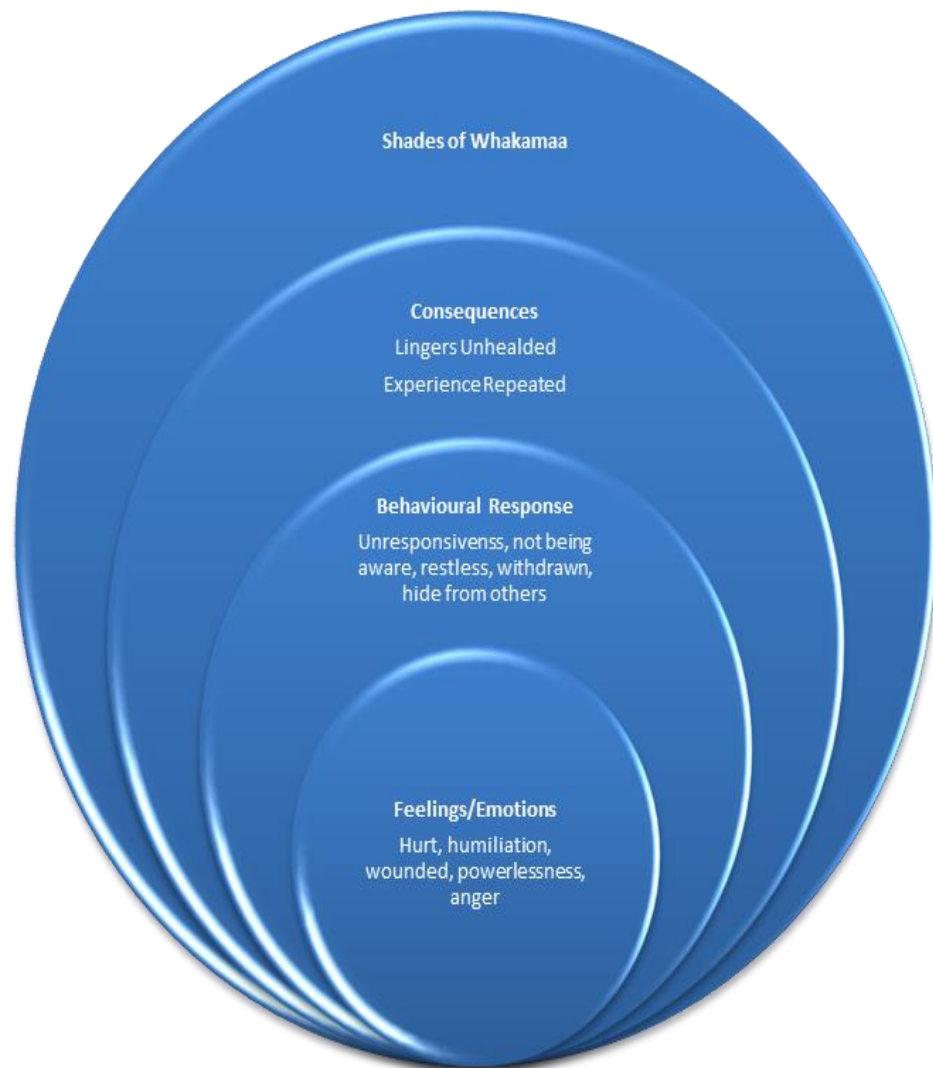 Shades of Whakamaa
Consequences
Lingers Unhealded
Experience Repeated
Behavioural Response
Unresponsivenss, not being
aware, restless, withdrawn,
hide from others
Feelings/Emotions
Hurt, humiliation,
wounded, powerlessness,
anger